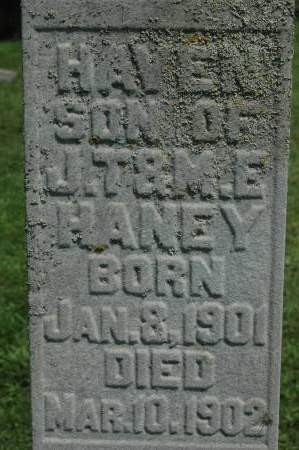 HAVEN
SON OF
J.T.&M.E
HANEY
BORN
JAN.8,1901
DIED
MAR.10.1902